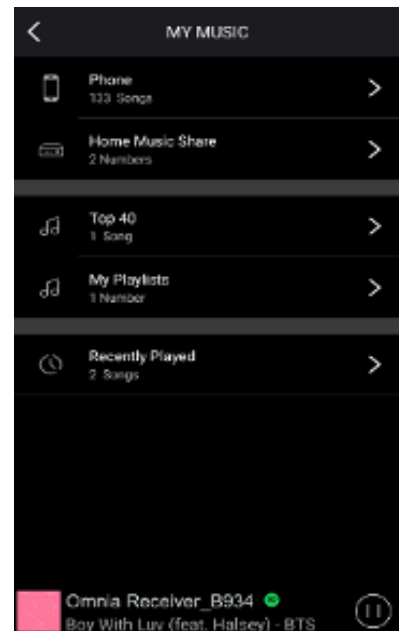 MY MUSIC
Phone
133 Songs
Home Music Share
2 Numbers
Top 40
1 Song
My Playlists
1 Number
Recently Played
2 Songs
Omnia Receiver_B934
Boy With Luv (feat. Halsey) - BTS